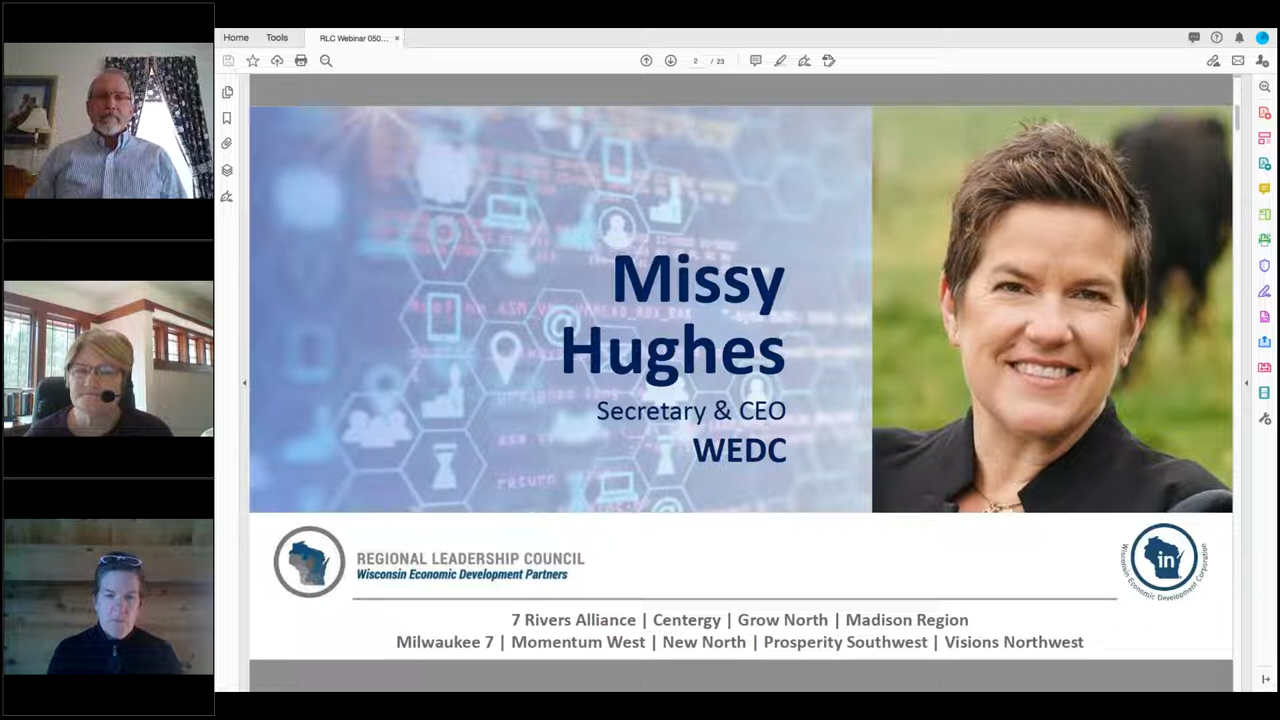 Home Tools RLC Webinar 050... ×
2 / 23
Missy
Hughes
Secretary & CEO
WEDC
REGIONAL LEADERSHIP COUNCIL
Wisconsin Economic Development Partners
in
Wisconsin Economic Development Corporation
7 Rivers Alliance | Centergy | Grow North | Madison Region
Milwaukee 7 | Momentum West | New North | Prosperity Southwest | Visions Northwest